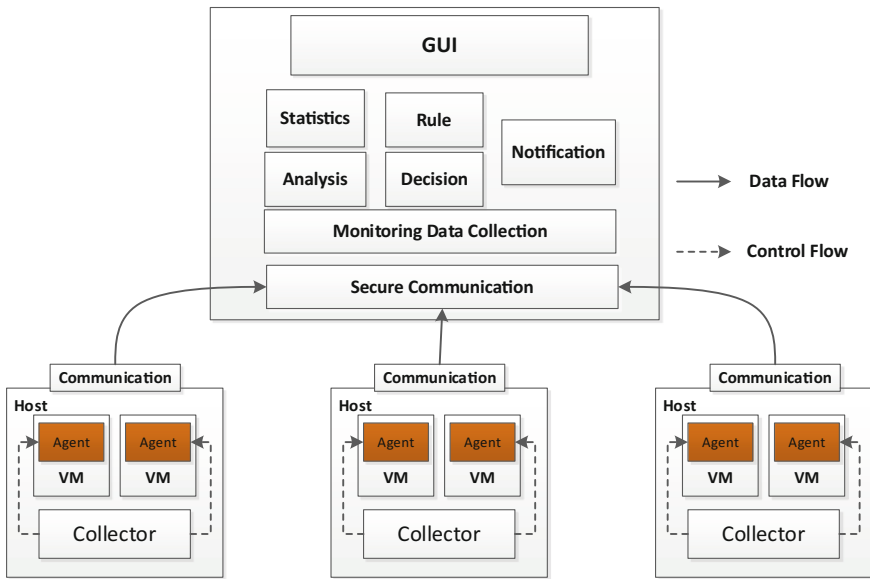 GUI
Statistics
Rule
Notification
Analysis
Decision
Monitoring Data Collection
Secure Communication
Data Flow
Control Flow
Communication
Host
Agent
Agent
VM
VM
Collector
Communication
Host
Agent
Agent
VM
VM
Collector
Communication
Host
Agent
Agent
VM
VM
Collector